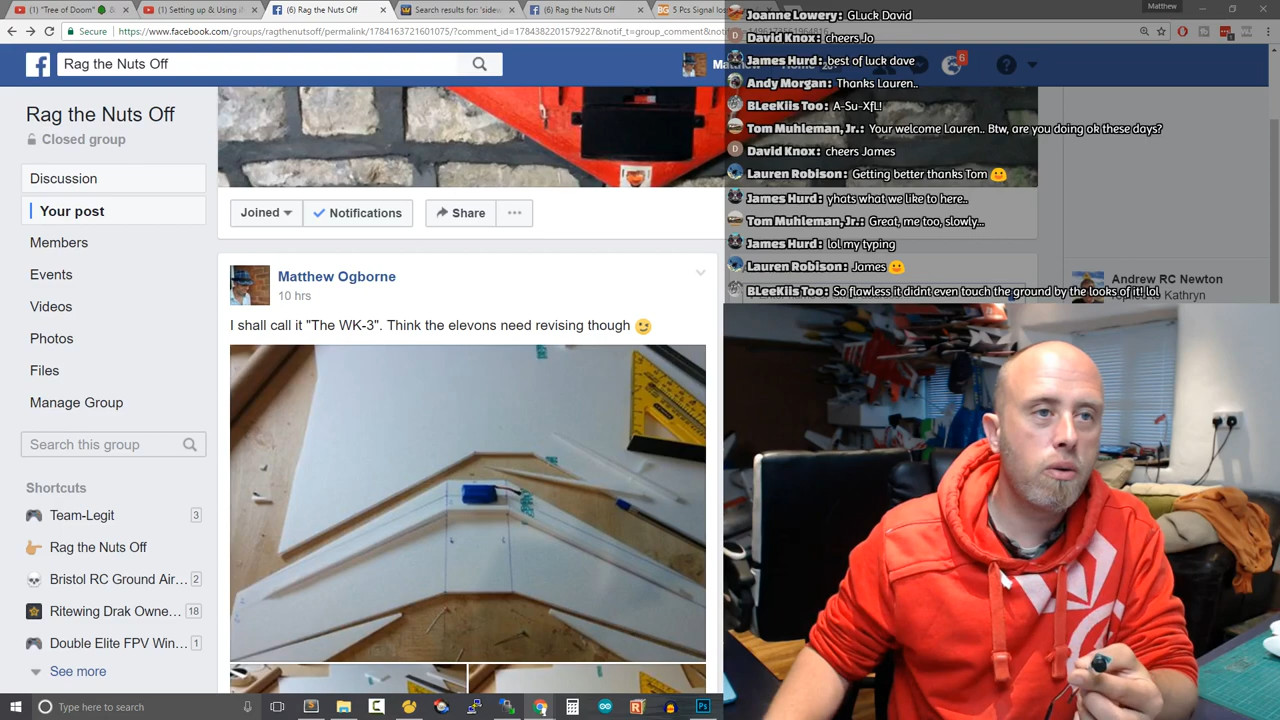 (1) "Tree of Doom"
(1) Setting up & Using i
(6) Rag the Nuts Off
Search results for: 'sidew
(6) Rag the Nuts Off
5 Pcs Signal los
Matthew
Secure
https://www.facebook.com/groups/ragthenutsoff/permalink/1784163721601075/?comment_id=1784382201579227&notif_t=group_comment&not
Rag the Nuts Off
6
Joanne Lowery: GLuck David
David Knox: cheers Jo
James Hurd: best of luck dave
Andy Morgan: Thanks Lauren..
BLeeKiis Too: A-Su-XfL!
Tom Muhleman, Jr.: Your welcome Lauren.. Btw, are you doing ok these days?
David Knox: cheers James
Lauren Robison: Getting better thanks Tom
James Hurd: yhats what we like to here..
Tom Muhleman, Jr.: Great, me too, slowly...
James Hurd: lol my typing
Lauren Robison: James
BLeeKiis Too: So flawless it didnt even touch the ground by the looks of it! lol
Andrew RC Newton
Kathryn
Rag the Nuts Off
Closed group
Discussion
Your post
Members
Events
Videos
Photos
Files
Manage Group
Search this group
Shortcuts
Team-Legit 3
Rag the Nuts Off
Bristol RC Ground Air... 2
Ritewing Drak Owne... 18
Double Elite FPV Win... 1
See more
Joined
Notifications
Share
Matthew Ogborne
10 hrs
I shall call it "The WK-3". Think the elevons need revising though
Type here to search
Ps